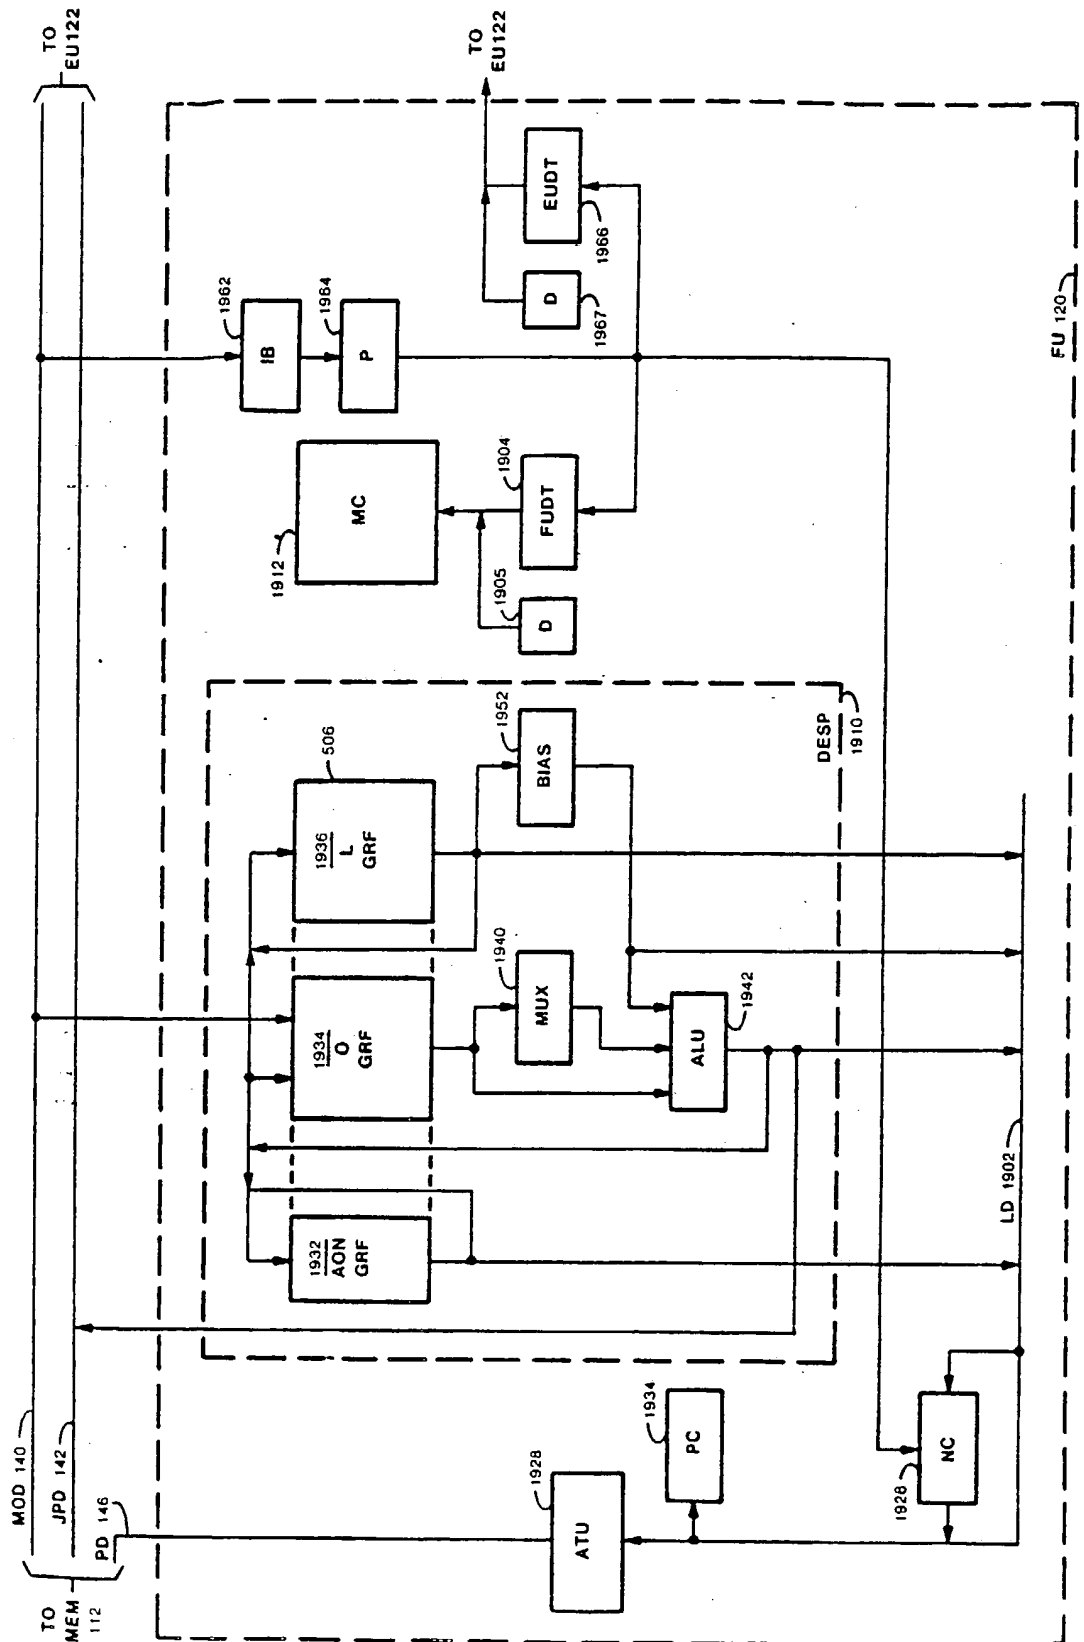 TO
EU122
MOD 140
JPD 142
PD 146
TO
MEM
112
TO
EU122
1962
IB
1964
P
EUDT
1966
D
1967
1912
MC
1904
FUDT
1905
D
FU 120
506
1936
L
GRF
1952
BIAS
DESP
1910
1934
O
GRF
1940
MUX
ALU
1942
1932
AON
GRF
LD 1902
1928
ATU
1934
PC
NC
1928